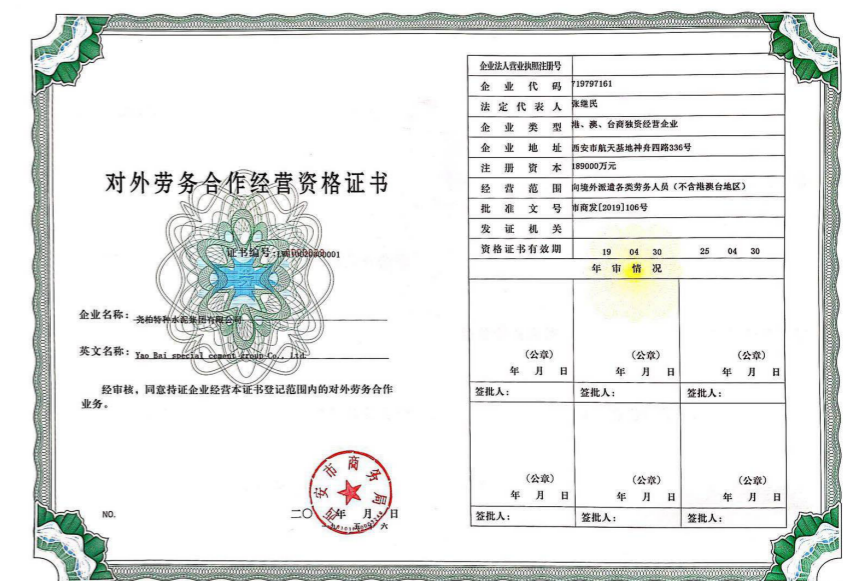 对外劳务合作经营资格证书
证书编号:
企业名称: 尧柏特种水泥集团有限公司
英文名称: Yao Bai special cement group Co., Ltd
经审核,同意持证企业经营本证书登记范围内的对外劳务合作
业务。
西安市商务局
NO.
二〇 年 月 日
企业法人营业执照注册号
企业代码 719797161
法定代表人 张继民
企业类型 港、澳、台商独资经营企业
企业地址 西安市航天基地神舟四路336号
注册资本 189000万元
经营范围 向境外派遣各类劳务人员(不含港澳台地区)
批准文号 市商发[2019]106号
发证机关
资格证书有效期 19 04 30 25 04 30
年审情况
(公章) (公章) (公章)
年 月 日 年 月 日 年 月 日
签批人: 签批人: 签批人:
(公章) (公章) (公章)
年 月 日 年 月 日 年 月 日
签批人: 签批人: 签批人: